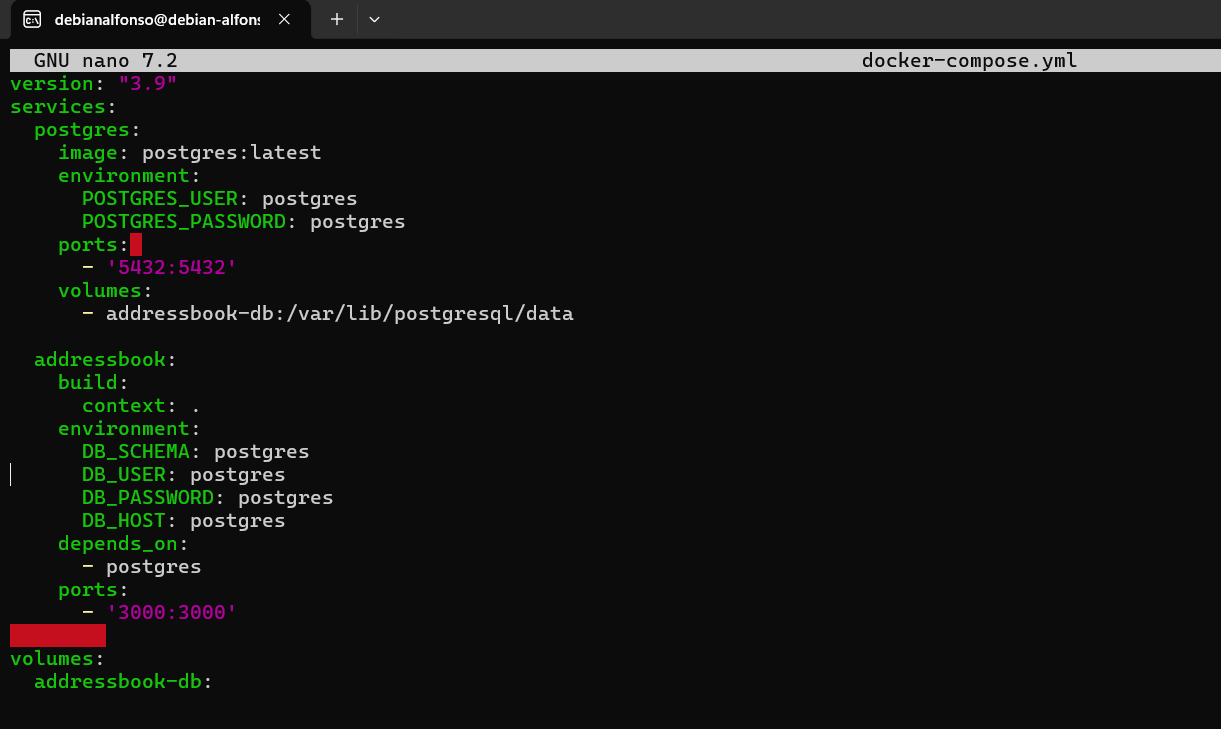 debianalfonso@debian-alfons
GNU nano 7.2 docker-compose.yml
version: "3.9"
services:
  postgres:
    image: postgres:latest
    environment:
      POSTGRES_USER: postgres
      POSTGRES_PASSWORD: postgres
    ports:
      - '5432:5432'
    volumes:
      - addressbook-db:/var/lib/postgresql/data

  addressbook:
    build:
      context: .
    environment:
      DB_SCHEMA: postgres
      DB_USER: postgres
      DB_PASSWORD: postgres
      DB_HOST: postgres
    depends_on:
      - postgres
    ports:
      - '3000:3000'

volumes:
  addressbook-db: